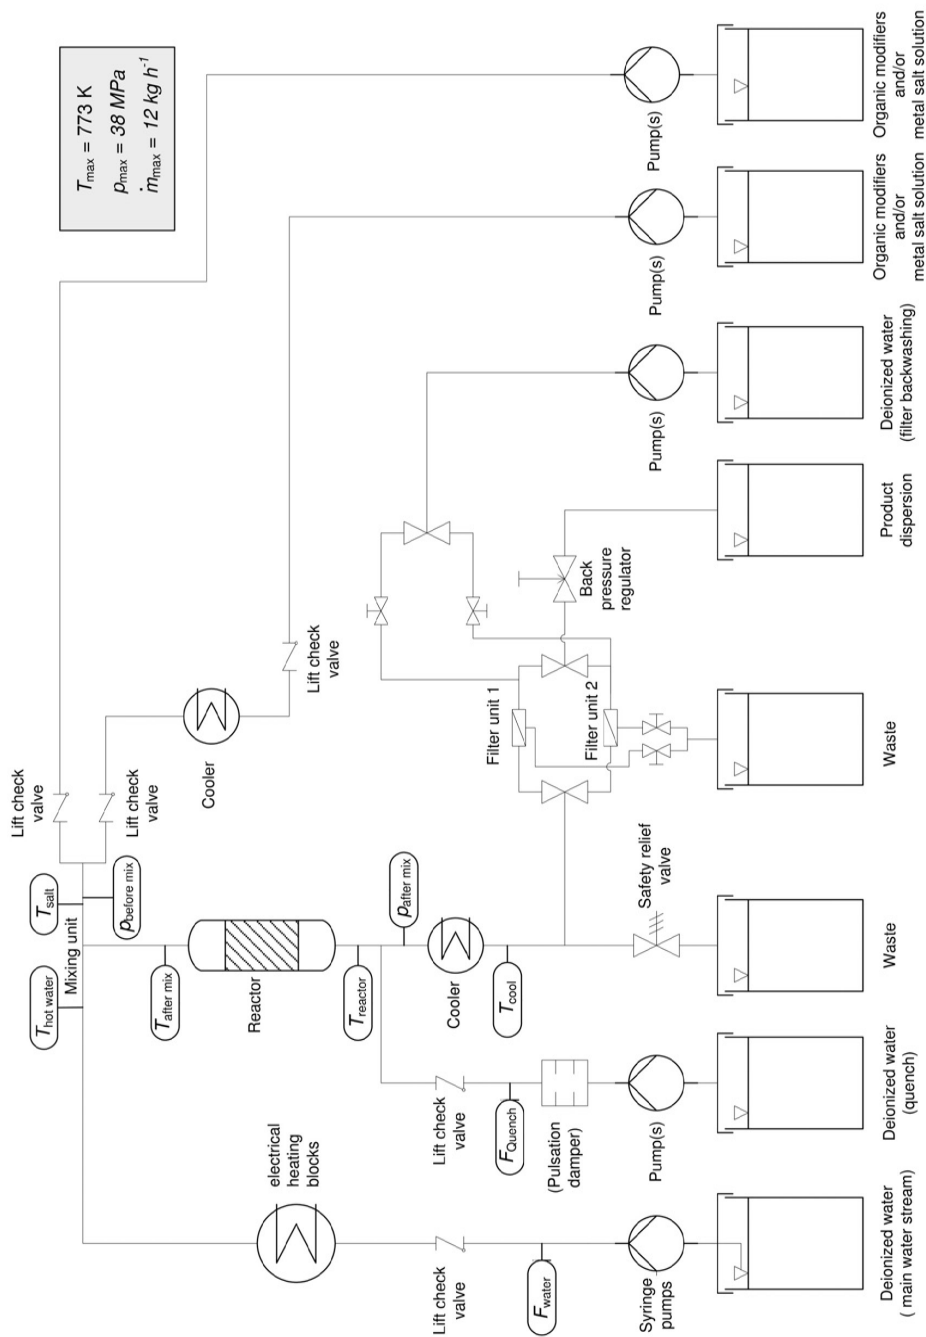 T_max = 773 K
p_max = 38 MPa
ṁ_max = 12 kg h⁻¹
Lift check
valve
Lift check
valve
Cooler
Lift check
valve
T_hot water
T_salt
Mixing unit
p_before mix
T_after mix
Reactor
T_reactor
p_after mix
Cooler
T_cool
electrical
heating
blocks
Lift check
valve
F_water
Syringe
pumps
Lift check
valve
F_Quench
(Pulsation
damper)
Pump(s)
Safety relief
valve
Filter unit 1
Filter unit 2
Back
pressure
regulator
Pump(s)
Pump(s)
Pump(s)
Deionized water
( main water stream)
Deionized water
(quench)
Waste
Waste
Product
dispersion
Deionized water
(filter backwashing)
Organic modifiers
and/or
metal salt solution
Organic modifiers
and/or
metal salt solution